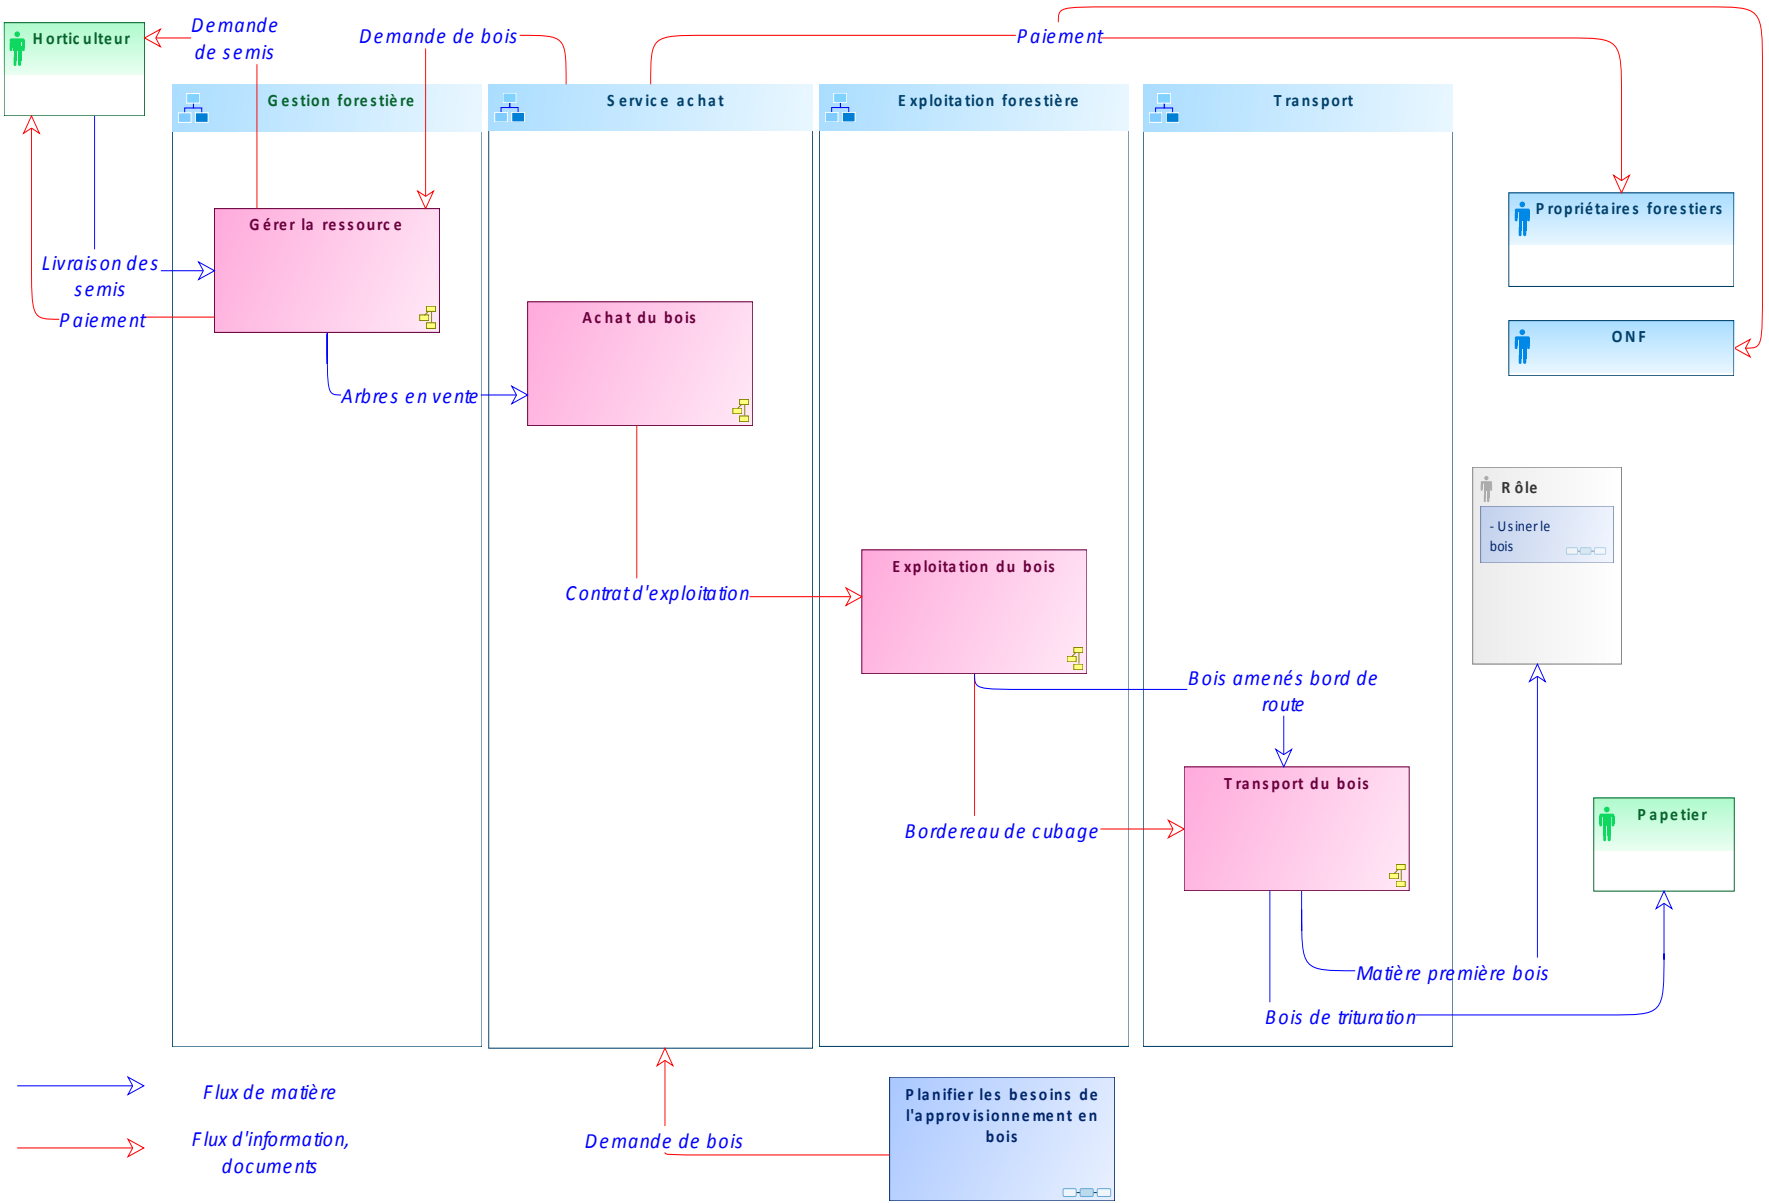 Demande
de semis
Demande de bois
Paiement
Horticulteur
Gestion forestière
Service achat
Exploitation forestière
Transport
Propriétaires forestiers
Gérer la ressource
Livraison des
semis
Paiement
Achat du bois
ONF
Arbres en vente
Rôle
- Usiner le
bois
Exploitation du bois
Contrat d'exploitation
Bois amenés bord de
route
Transport du bois
Bordereau de cubage
Papetier
Matière première bois
Bois de trituration
Flux de matière
Planifier les besoins de
l'approvisionnement en
bois
Flux d'information,
documents
Demande de bois